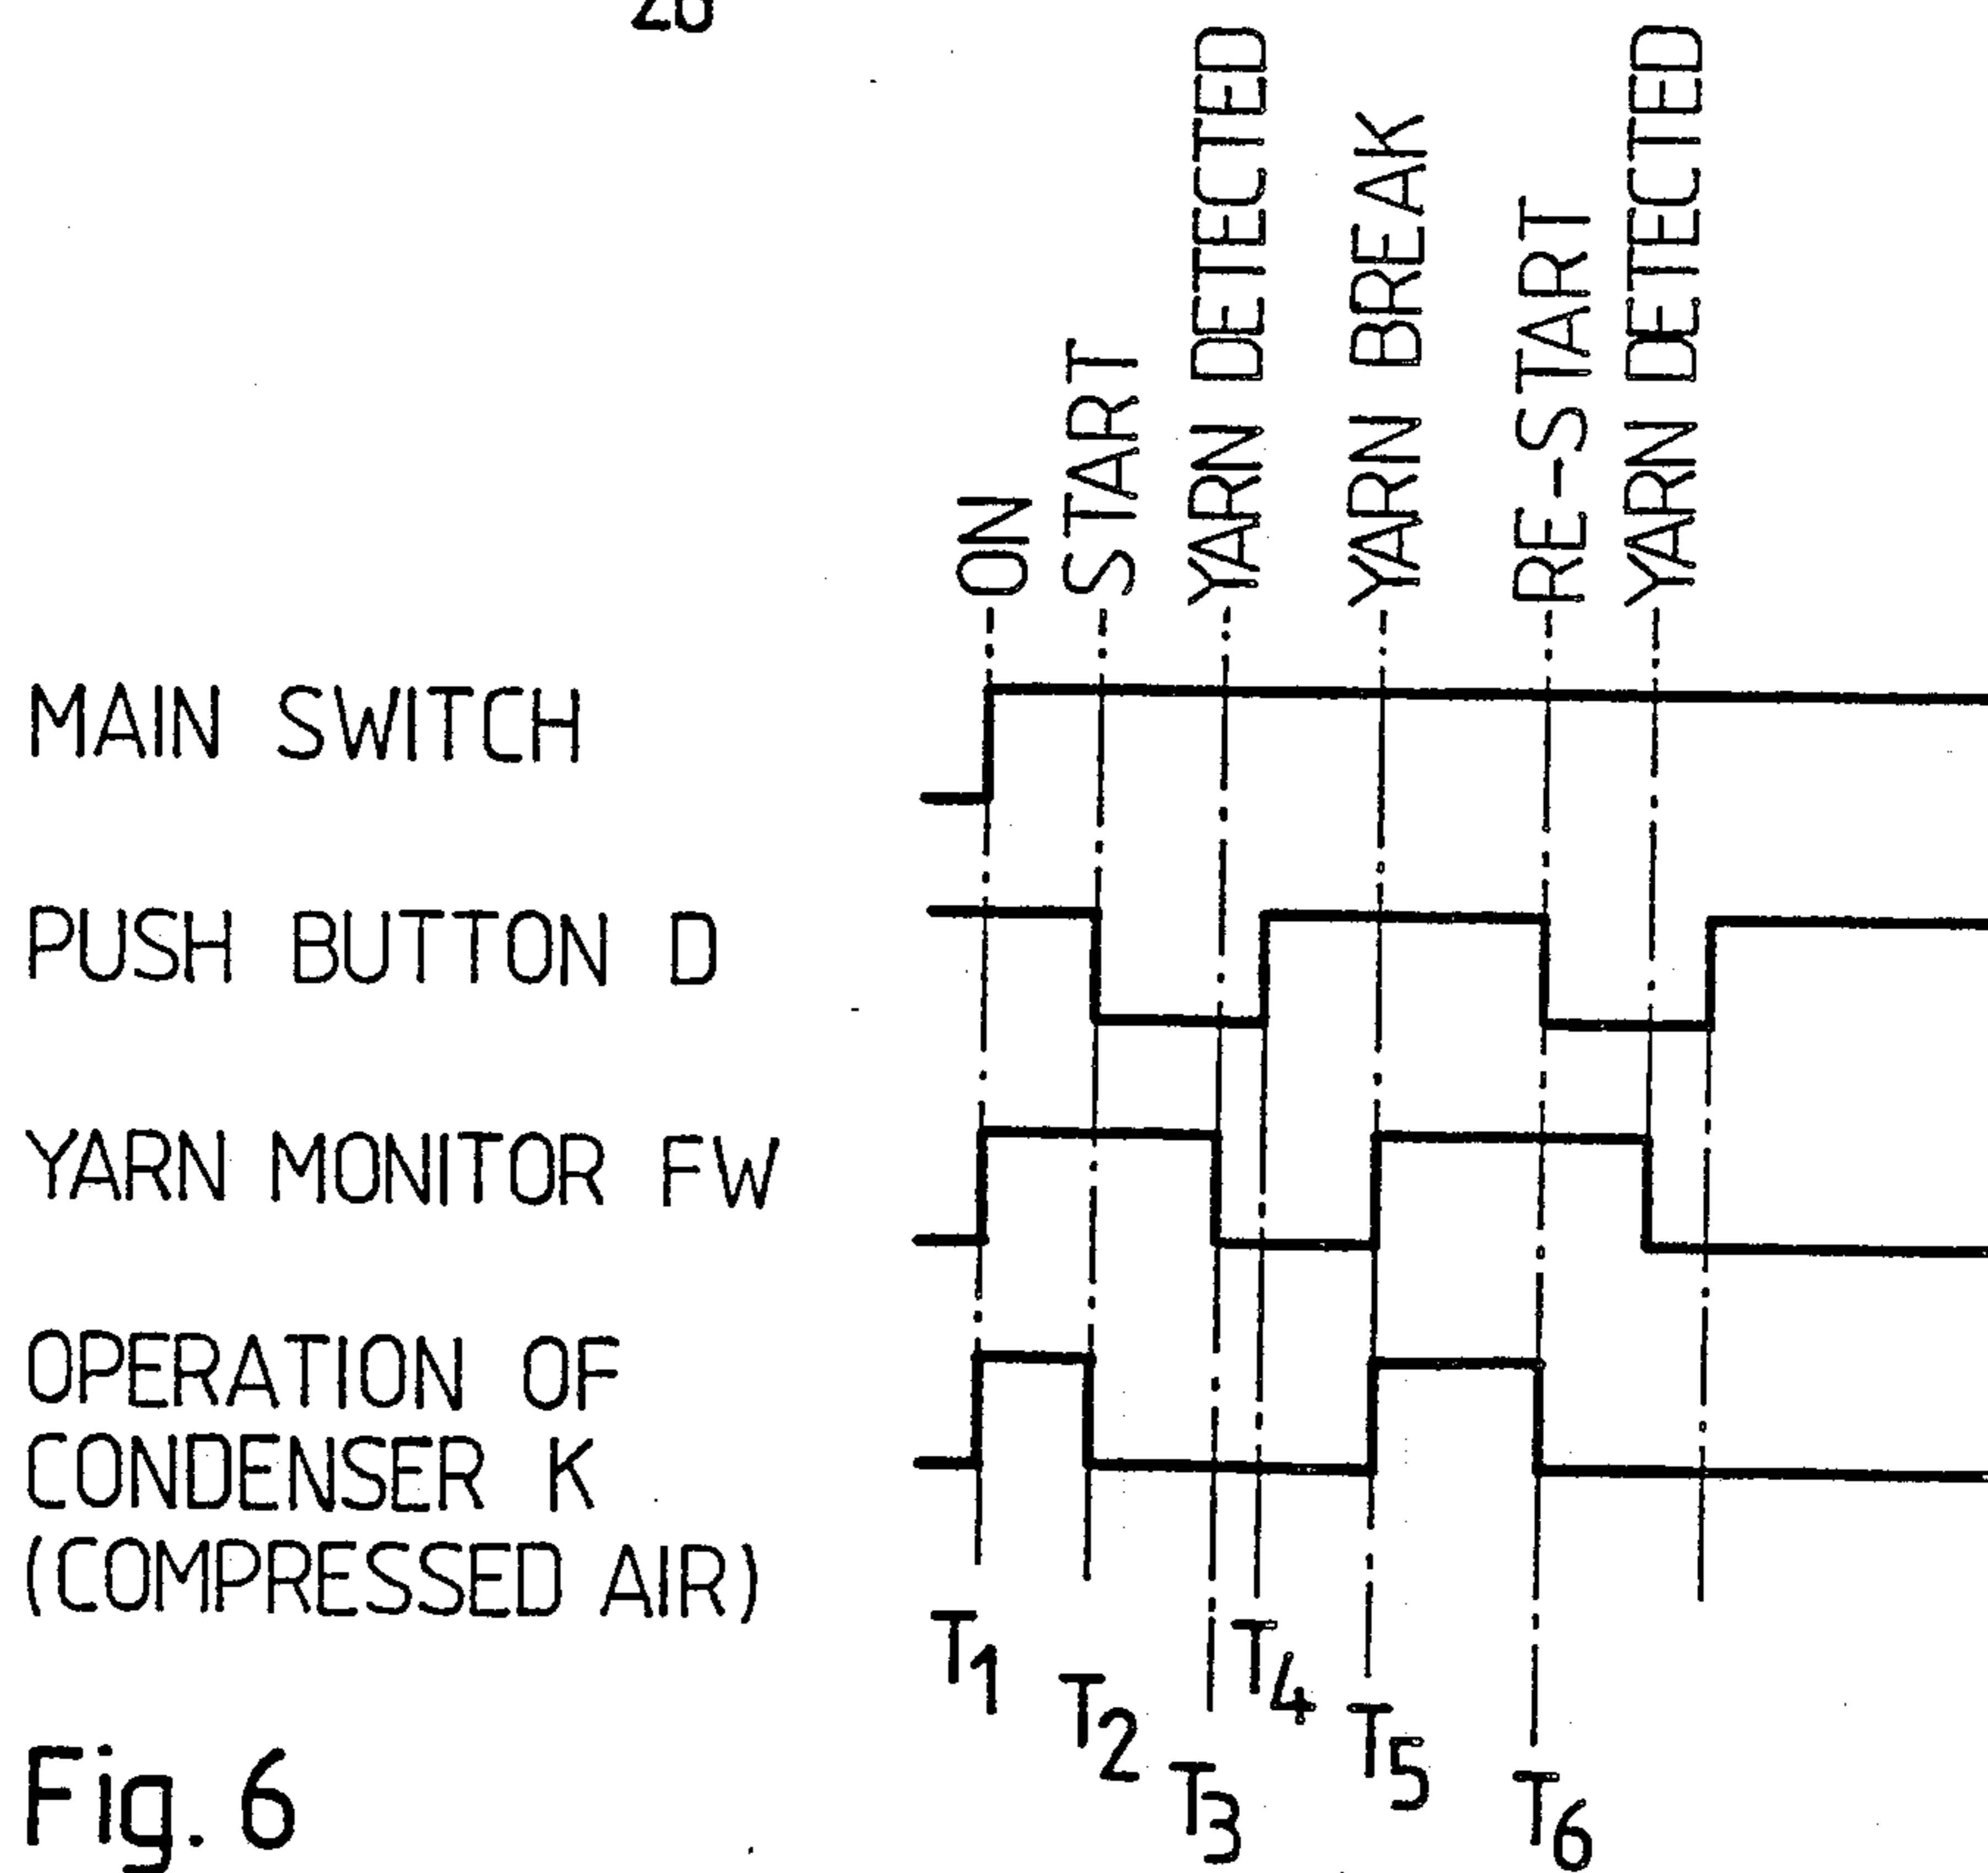 28
ON
START
YARN DETECTED
YARN BREAK
RE-START
YARN DETECTED
MAIN SWITCH
PUSH BUTTON D
YARN MONITOR FW
OPERATION OF
CONDENSER K
(COMPRESSED AIR)
T1
T2
T3
T4
T5
T6
Fig. 6